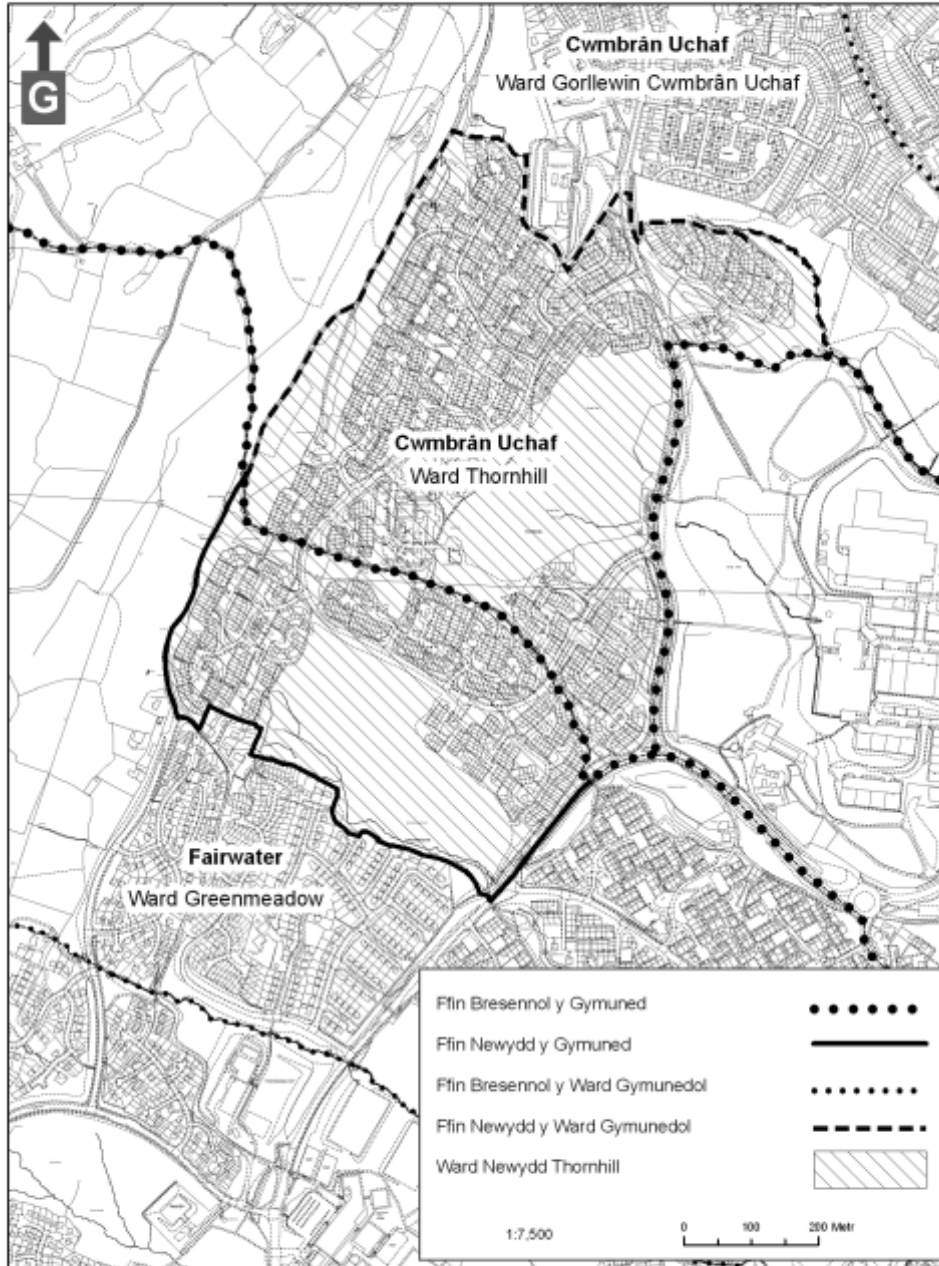 G
Cwmbrân Uchaf
Ward Gorllewin Cwmbrân Uchaf
Cwmbrân Uchaf
Ward Thornhill
Fairwater
Ward Greenmeadow
Ffin Bresennol y Gymuned
Ffin Newydd y Gymuned
Ffin Bresennol y Ward Gymunedol
Ffin Newydd y Ward Gymunedol
Ward Newydd Thornhill
1:7,500
0 100 200 Metr